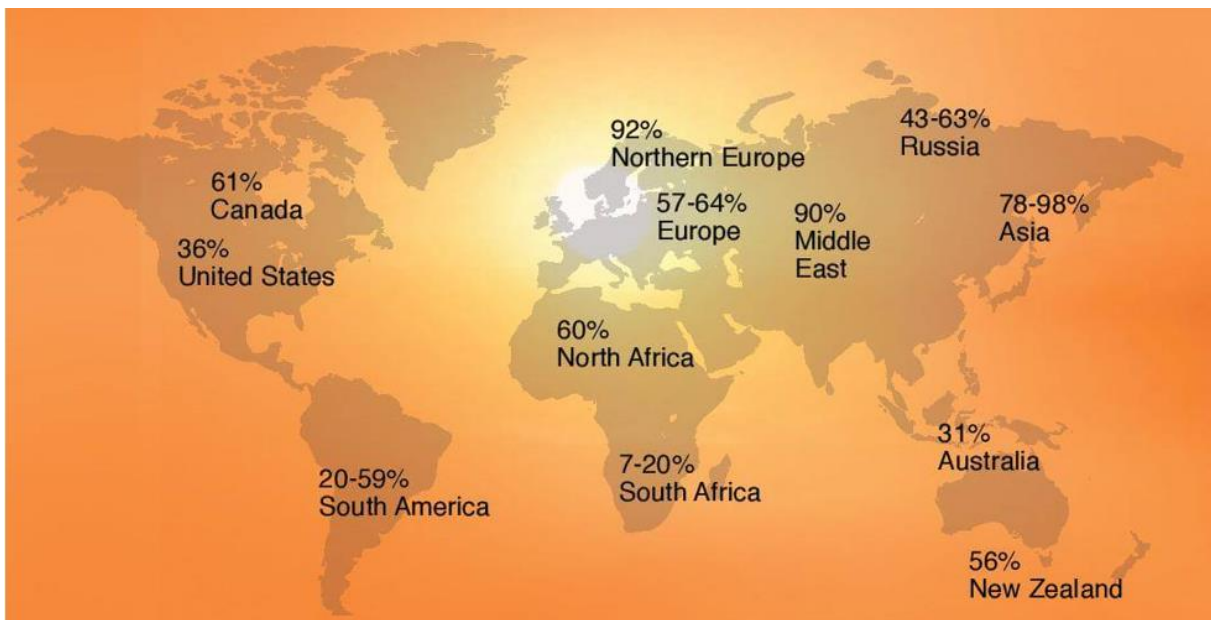 43-63%
Russia
92%
Northern Europe
61%
Canada
57-64%
Europe
90%
Middle
East
78-98%
Asia
36%
United States
60%
North Africa
31%
Australia
20-59%
South America
7-20%
South Africa
56%
New Zealand